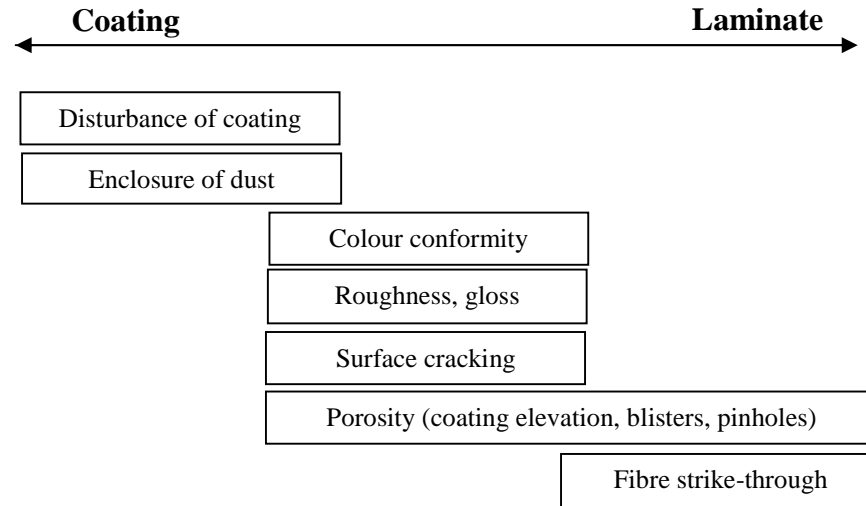 Coating
Laminate
Disturbance of coating
Enclosure of dust
Colour conformity
Roughness, gloss
Surface cracking
Porosity (coating elevation, blisters, pinholes)
Fibre strike-through